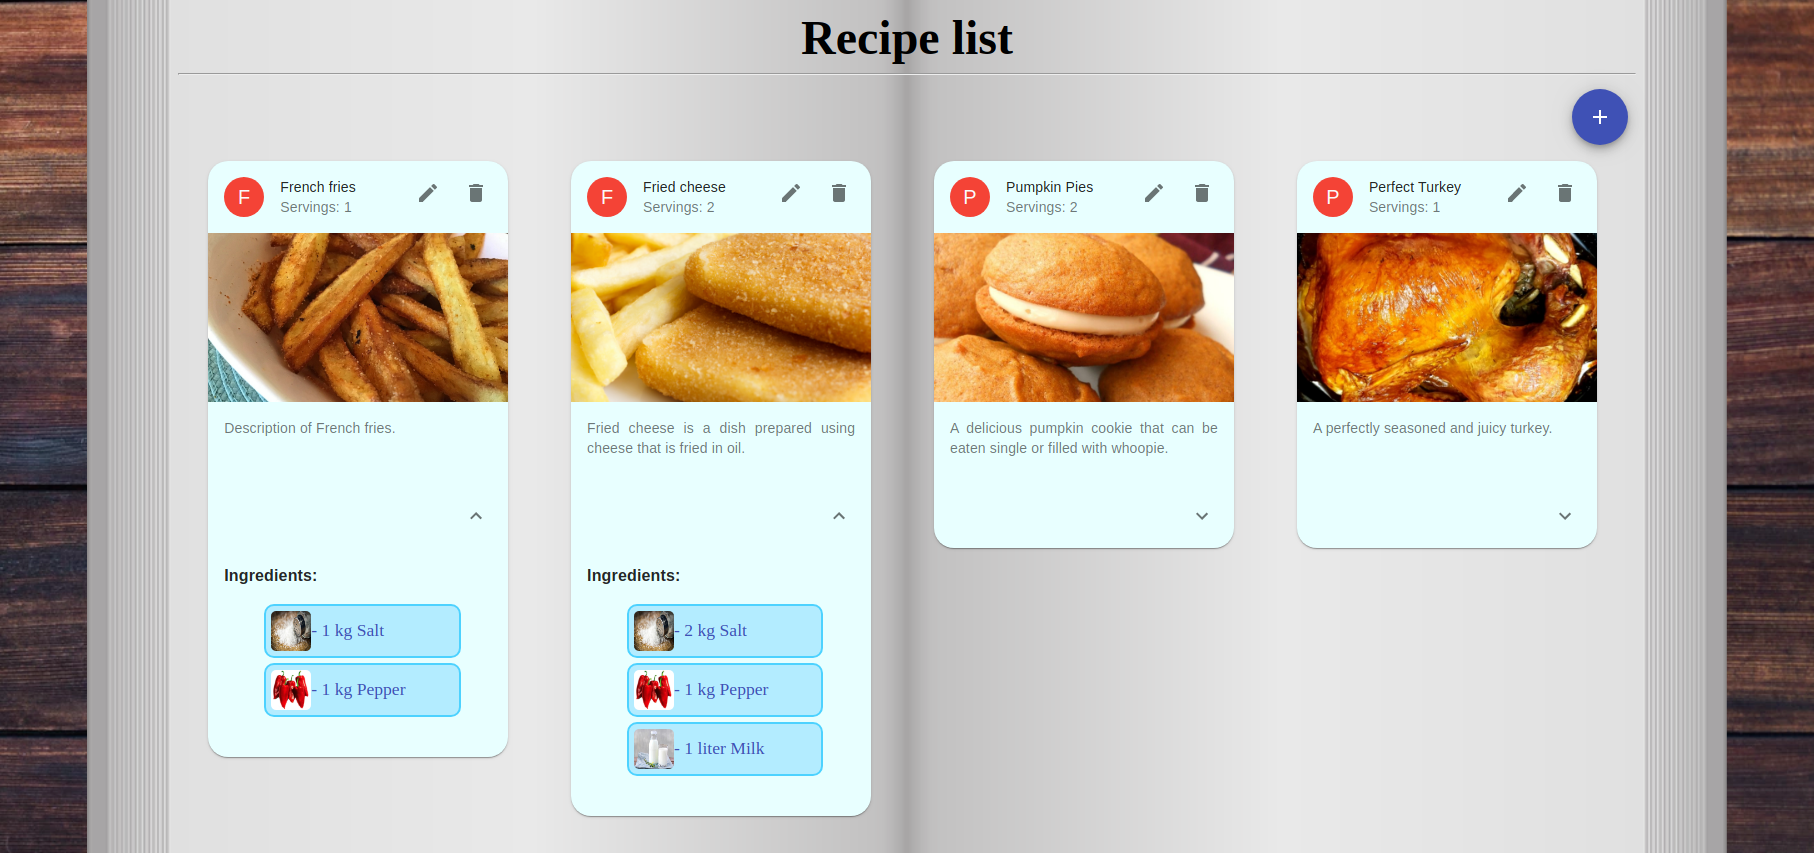 Recipe list
F
French fries
Servings: 1
Description of French fries.
Ingredients:
- 1 kg Salt
- 1 kg Pepper
F
Fried cheese
Servings: 2
Fried cheese is a dish prepared using
cheese that is fried in oil.
Ingredients:
- 2 kg Salt
- 1 kg Pepper
- 1 liter Milk
P
Pumpkin Pies
Servings: 2
A delicious pumpkin cookie that can be
eaten single or filled with whoopie.
P
Perfect Turkey
Servings: 1
A perfectly seasoned and juicy turkey.